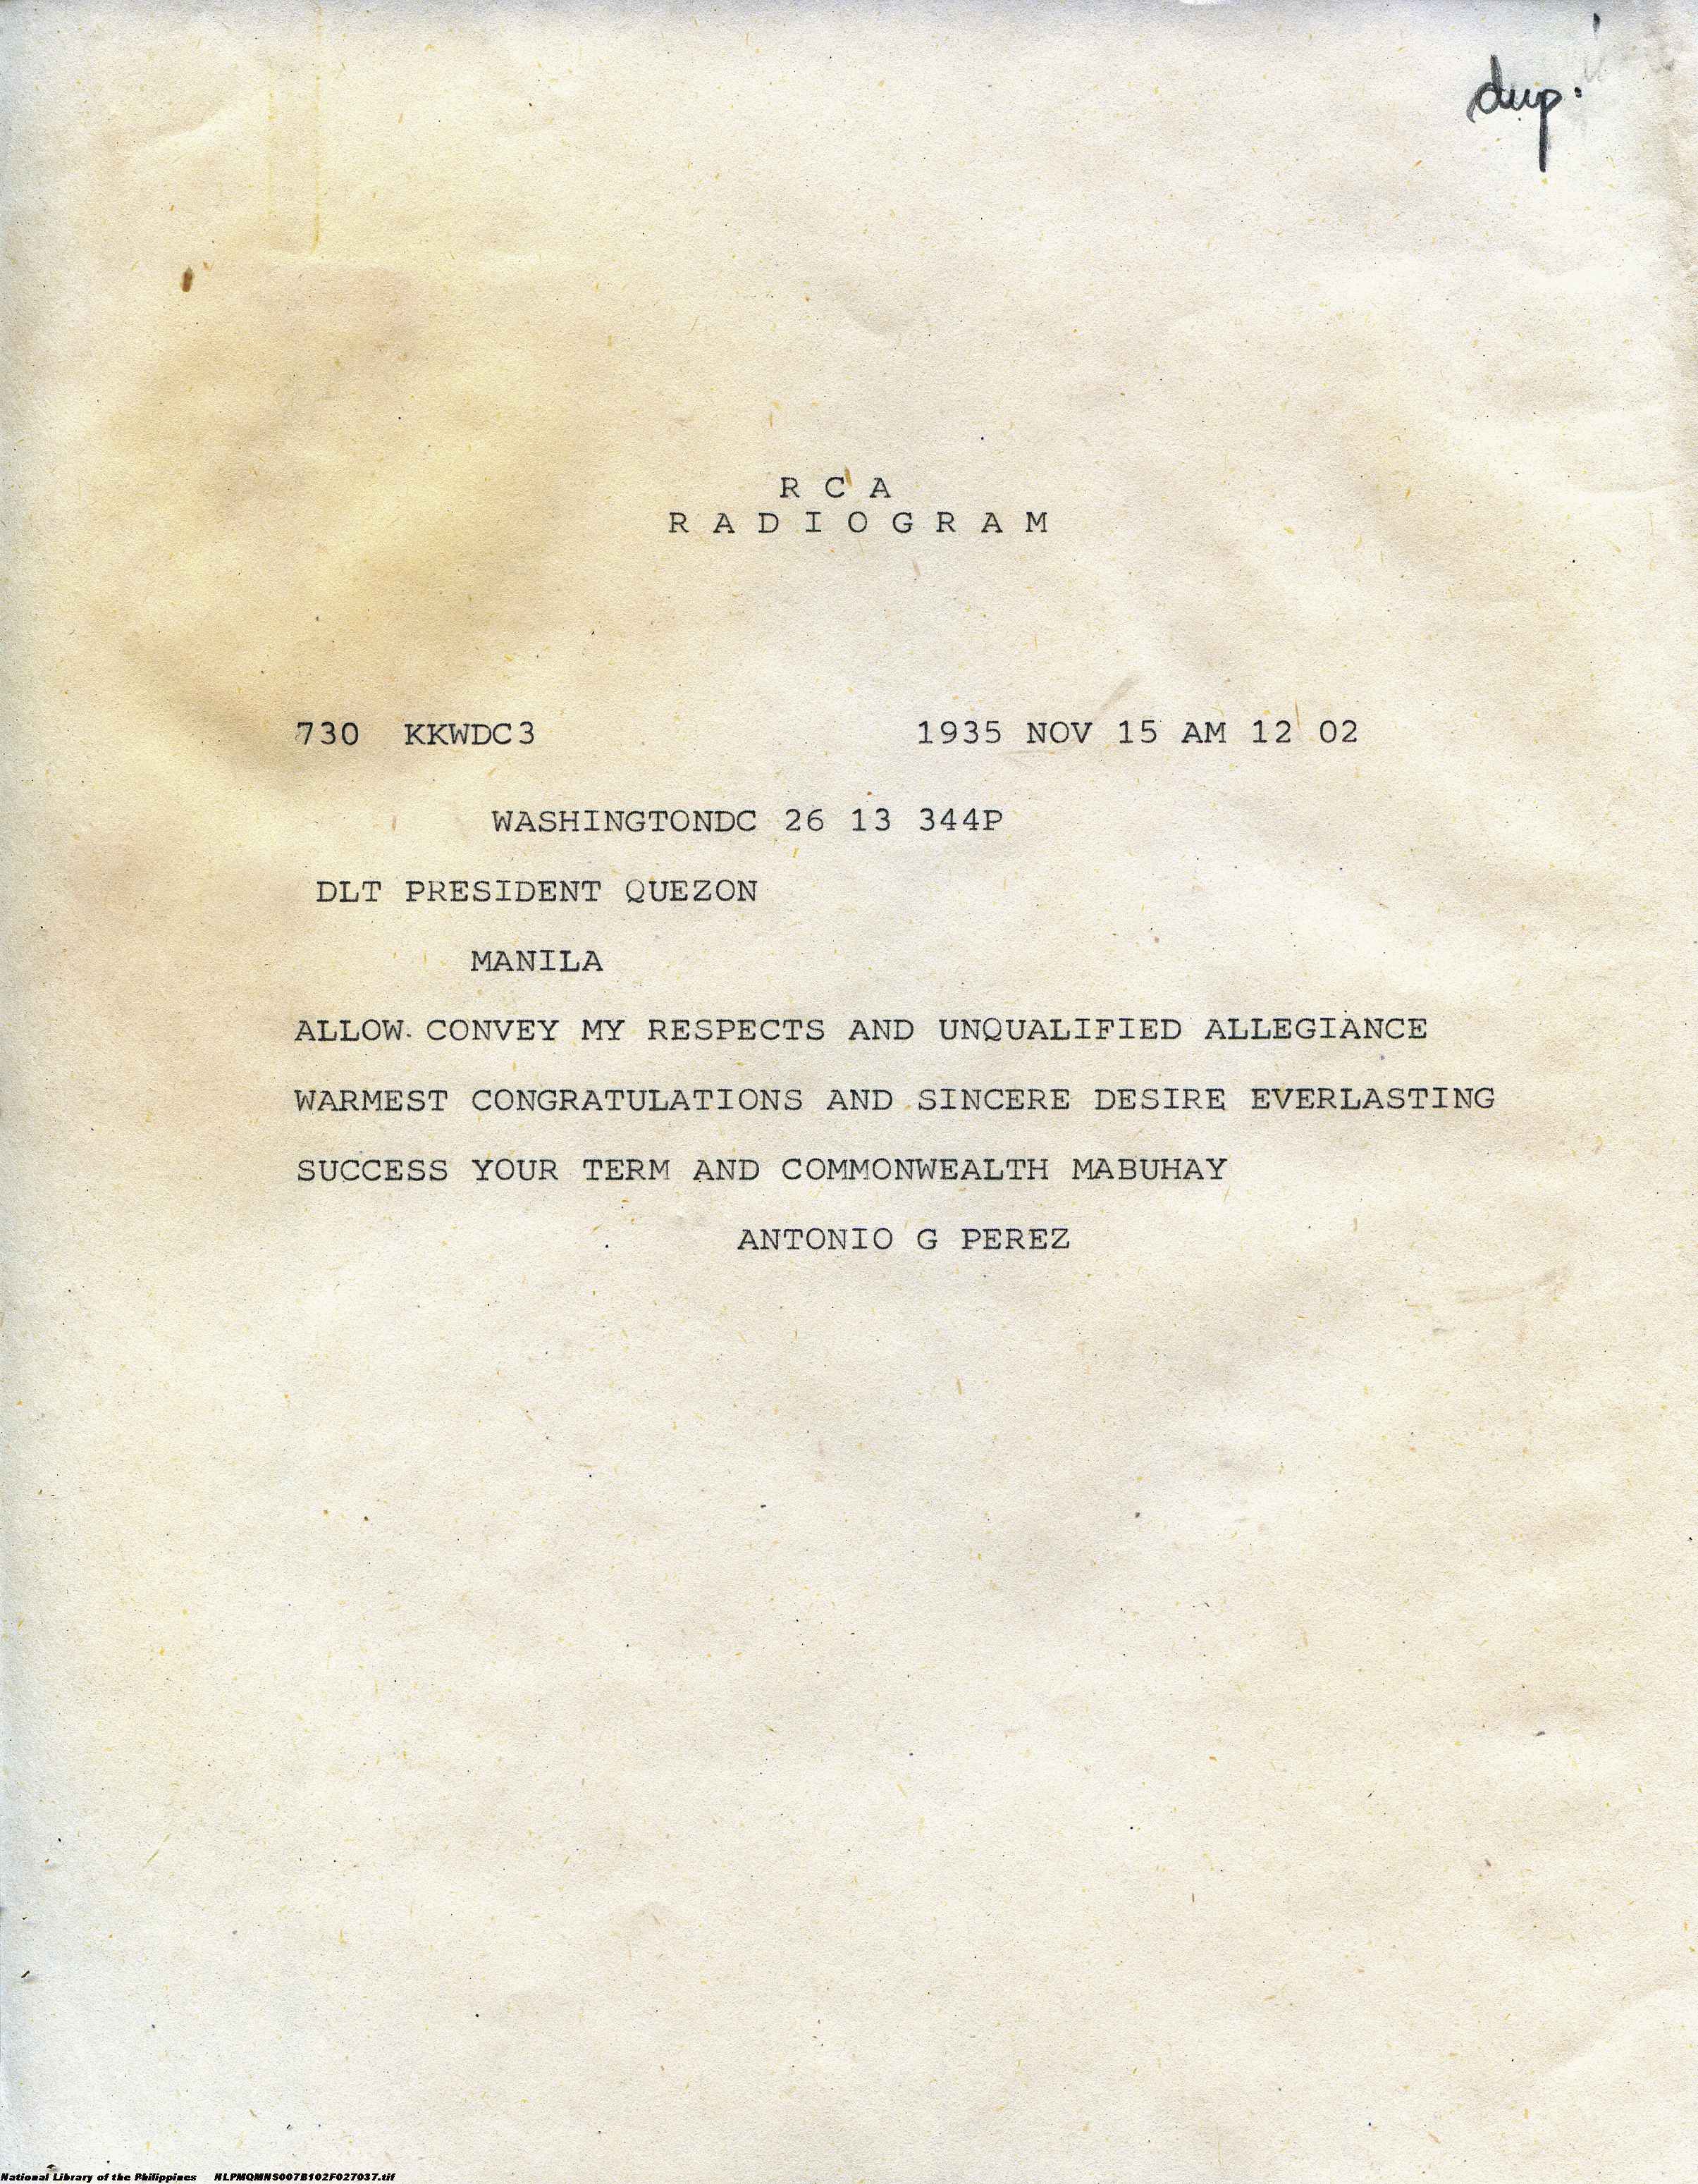 dup.
R C A
R A D I O G R A M
730 KKWDC3 1935 NOV 15 AM 12 02
WASHINGTONDC 26 13 344P
DLT PRESIDENT QUEZON
MANILA
ALLOW CONVEY MY RESPECTS AND UNQUALIFIED ALLEGIANCE
WARMEST CONGRATULATIONS AND SINCERE DESIRE EVERLASTING
SUCCESS YOUR TERM AND COMMONWEALTH MABUHAY
ANTONIO G PEREZ
National Library of the Philippines NLPMQMNS007B102F027037.tif